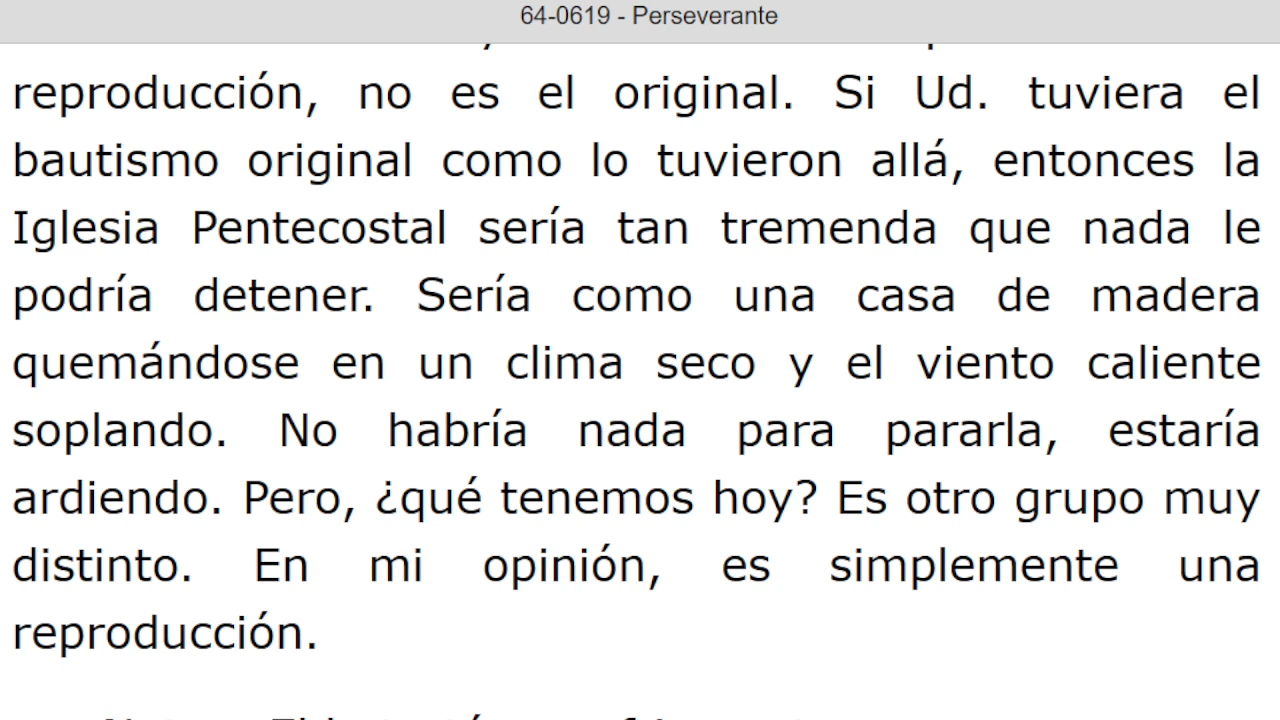 64-0619 - Perseverante
reproducción, no es el original. Si Ud. tuviera el
bautismo original como lo tuvieron allá, entonces la
Iglesia Pentecostal sería tan tremenda que nada le
podría detener. Sería como una casa de madera
quemándose en un clima seco y el viento caliente
soplando. No habría nada para pararla, estaría
ardiendo. Pero, ¿qué tenemos hoy? Es otro grupo muy
distinto. En mi opinión, es simplemente una
reproducción.